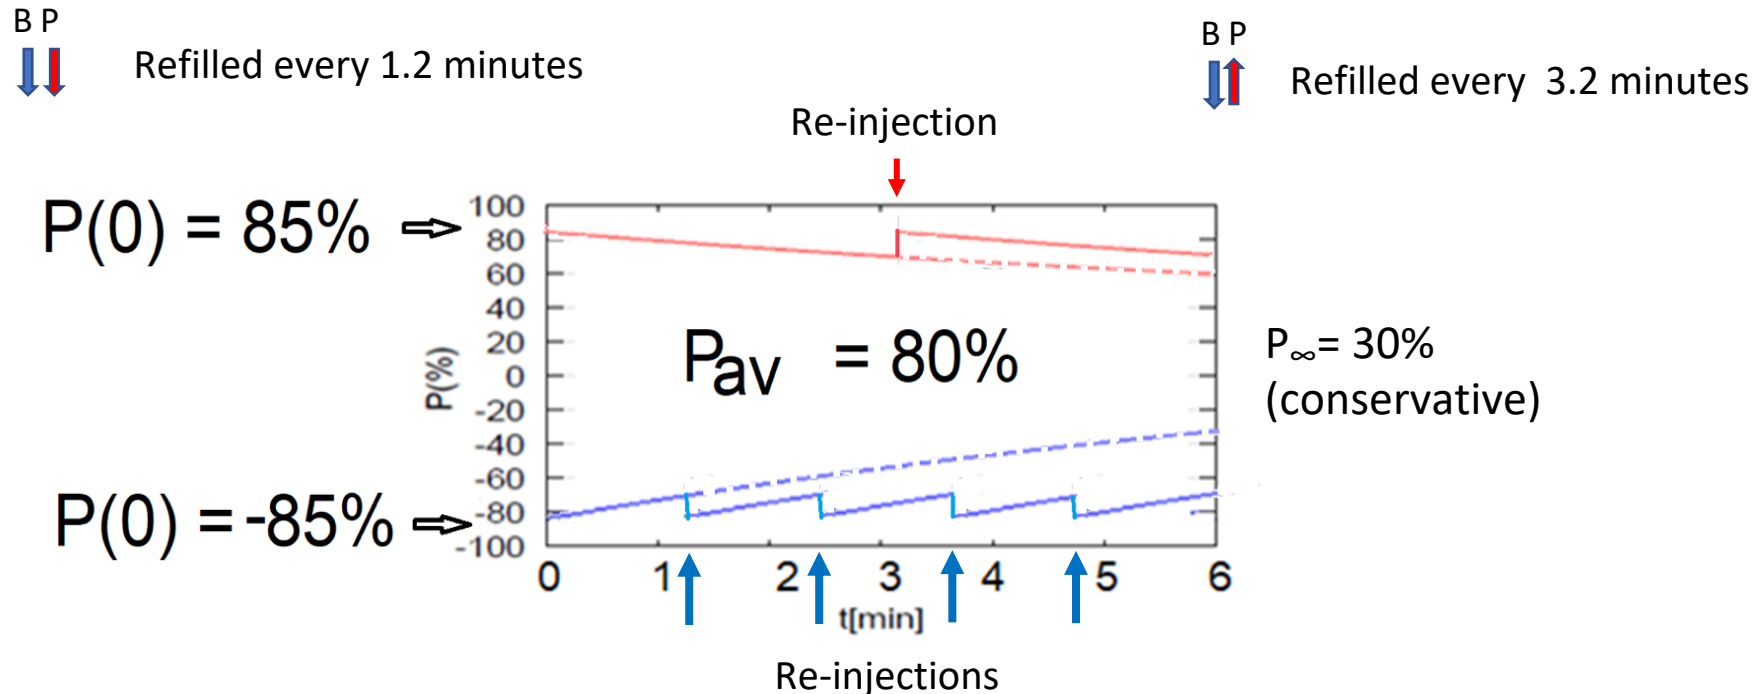 B P
Refilled every 1.2 minutes
B P
Refilled every 3.2 minutes
Re-injection
P(0) = 85%
100
80
60
40
20
0
-20
-40
-60
-80
-100
P(%)
Pav = 80%
P∞= 30%
(conservative)
P(0) = -85%
0 1 2 3 4 5 6
t[min]
Re-injections